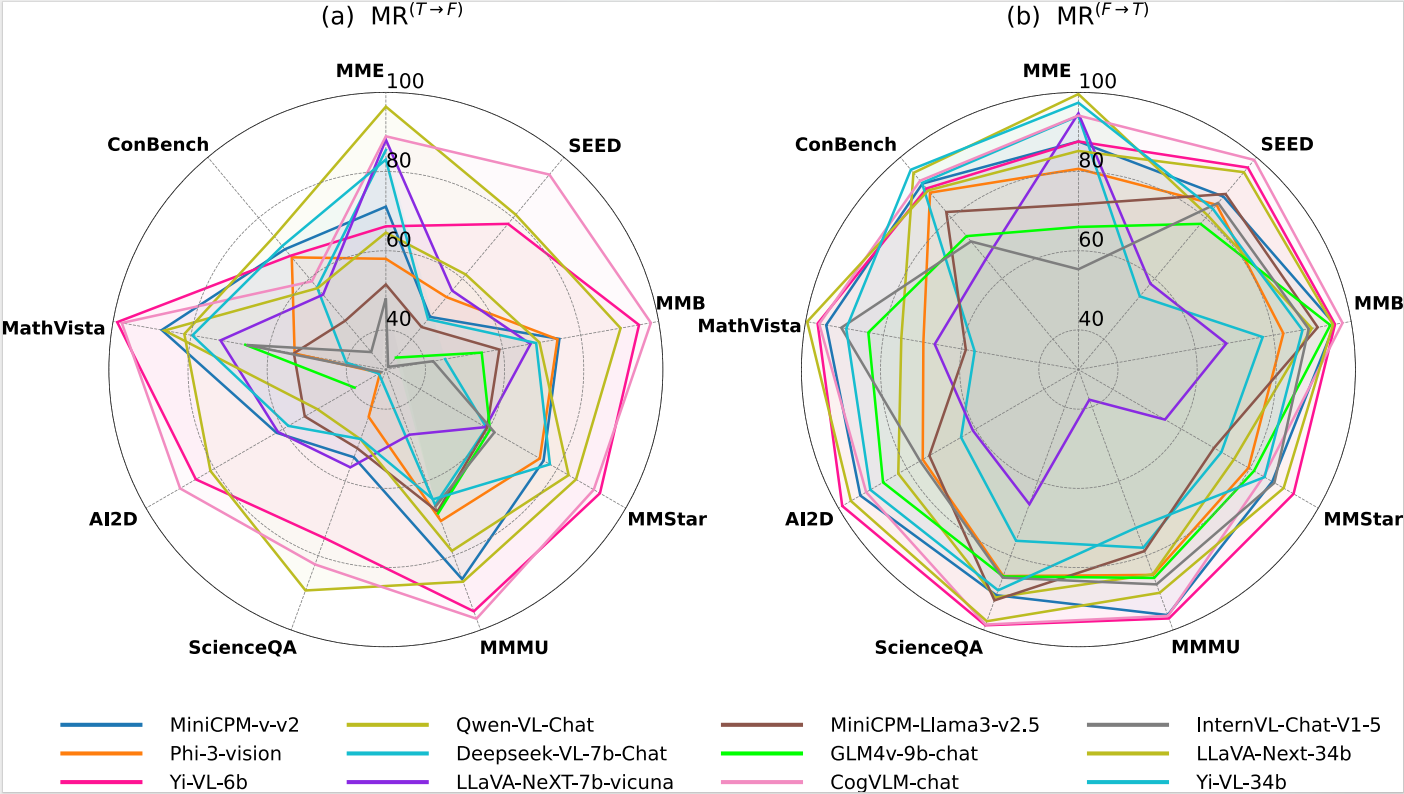 (a) MR(T→F)
(b) MR(F→T)
MME 100
MME 100
ConBench
SEED
ConBench
SEED
80
80
60
60
MMB
MMB
MathVista
40
MathVista
40
AI2D
MMStar
AI2D
MMStar
ScienceQA
MMMU
ScienceQA
MMMU
MiniCPM-v-v2
Qwen-VL-Chat
MiniCPM-Llama3-v2.5
InternVL-Chat-V1-5
Phi-3-vision
Deepseek-VL-7b-Chat
GLM4v-9b-chat
LLaVA-Next-34b
Yi-VL-6b
LLaVA-NeXT-7b-vicuna
CogVLM-chat
Yi-VL-34b